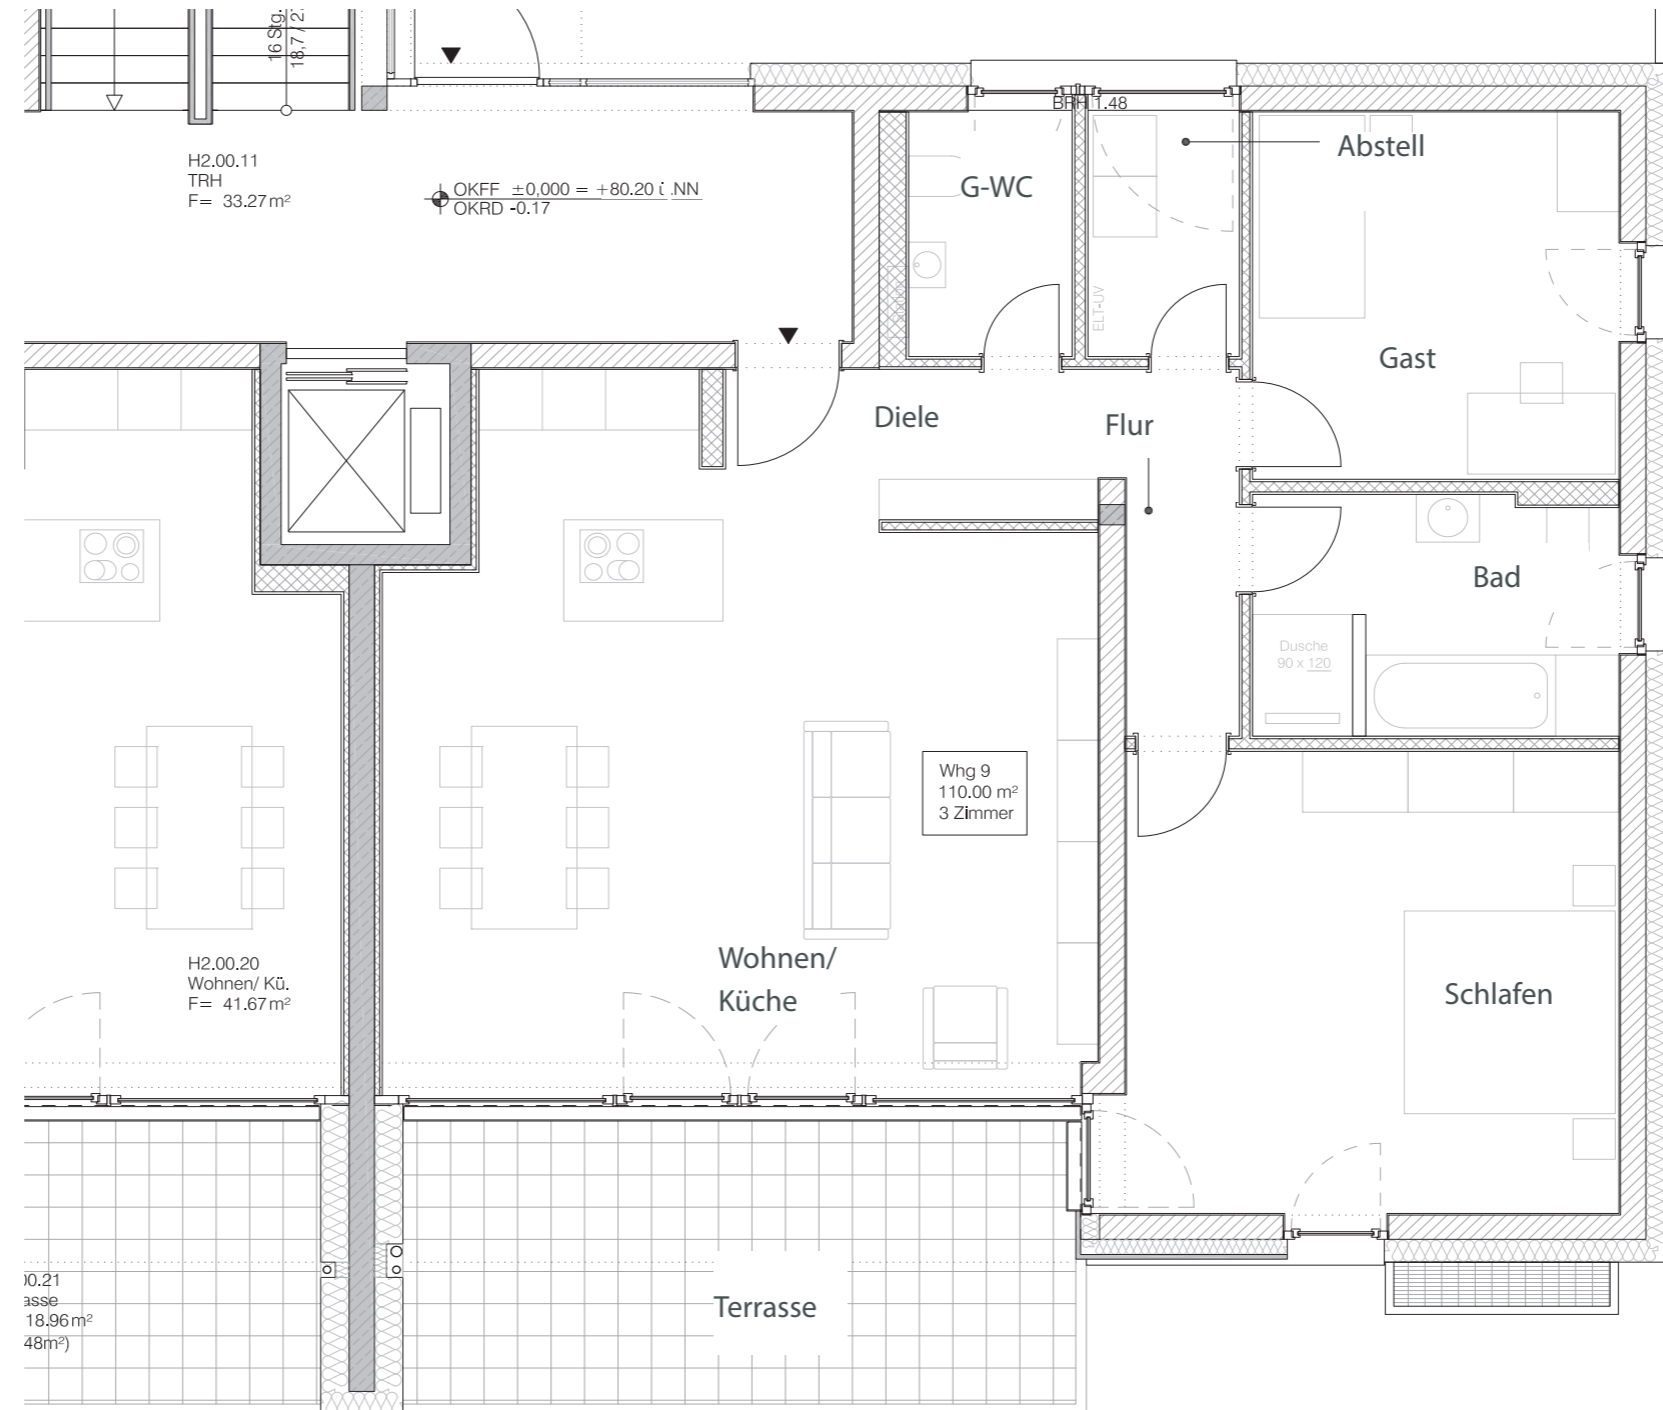 16 Stg.
18,7 / 2
BRH 1.48
H2.00.11
TRH
F= 33.27 m²
OKFF ±0,000 = +80.20 ü.NN
OKRD -0.17
G-WC
Abstell
ELT-UV
Gast
Diele
Flur
Bad
Dusche
90 x 120
Whg 9
110.00 m²
3 Zimmer
Wohnen/
Küche
Schlafen
H2.00.20
Wohnen/ Kü.
F= 41.67 m²
Terrasse
00.21
asse
18.96 m²
48m²)